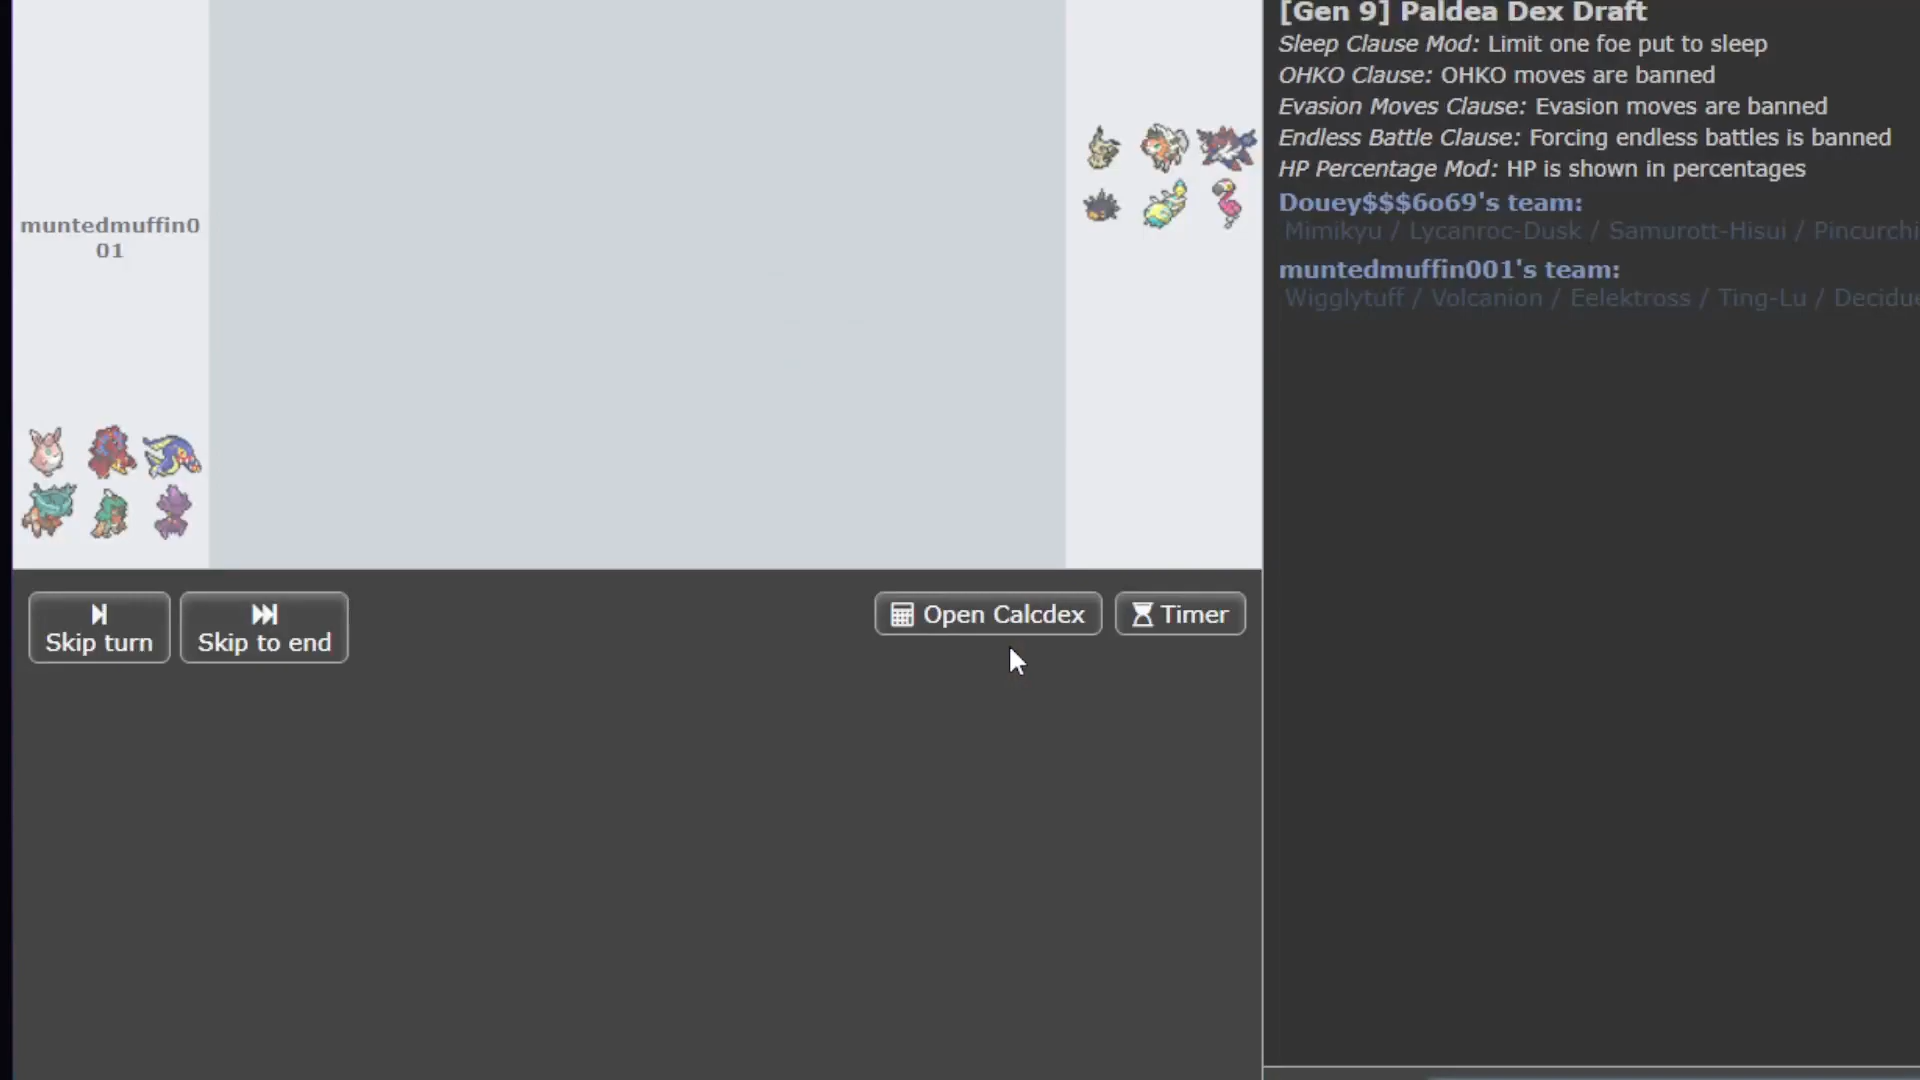 muntedmuffin0
01
Skip turn
Skip to end
Open Calcdex
Timer
[Gen 9] Paldea Dex Draft
Sleep Clause Mod: Limit one foe put to sleep
OHKO Clause: OHKO moves are banned
Evasion Moves Clause: Evasion moves are banned
Endless Battle Clause: Forcing endless battles is banned
HP Percentage Mod: HP is shown in percentages
Douey$$$6o69's team:
Mimikyu / Lycanroc-Dusk / Samurott-Hisui / Pincurchi
muntedmuffin001's team:
Wigglytuff / Volcanion / Eelektross / Ting-Lu / Decidue